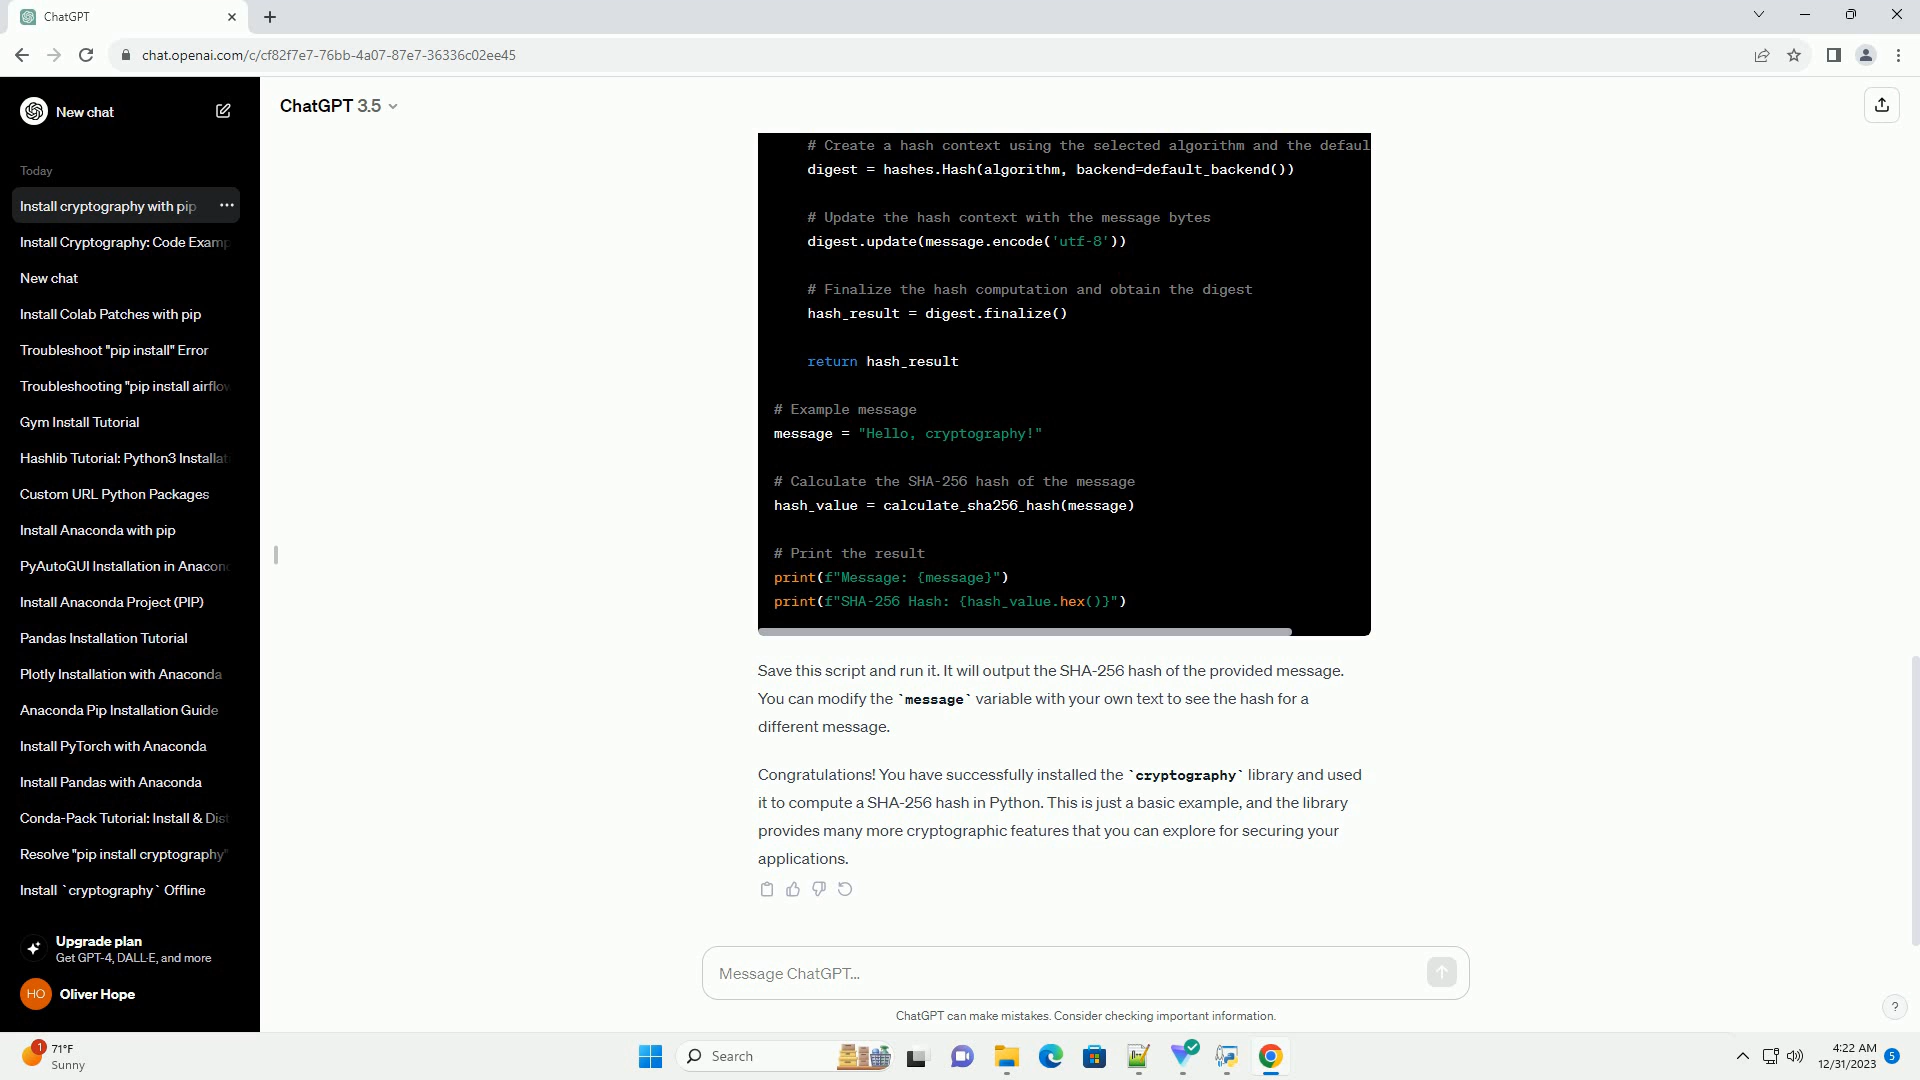 ChatGPT
chat.openai.com/c/cf82f7e7-76bb-4a07-87e7-36336c02ee45
New chat
Today
Install cryptography with pip
Install Cryptography: Code Examp
New chat
Install Colab Patches with pip
Troubleshoot "pip install" Error
Troubleshooting "pip install airflow
Gym Install Tutorial
Hashlib Tutorial: Python3 Installat
Custom URL Python Packages
Install Anaconda with pip
PyAutoGUI Installation in Anacon
Install Anaconda Project (PIP)
Pandas Installation Tutorial
Plotly Installation with Anaconda
Anaconda Pip Installation Guide
Install PyTorch with Anaconda
Install Pandas with Anaconda
Conda-Pack Tutorial: Install & Dist
Resolve "pip install cryptography"
Install `cryptography` Offline
Upgrade plan
Get GPT-4, DALL·E, and more
HO
Oliver Hope
ChatGPT 3.5
# Create a hash context using the selected algorithm and the defaul
digest = hashes.Hash(algorithm, backend=default_backend())
# Update the hash context with the message bytes
digest.update(message.encode('utf-8'))
# Finalize the hash computation and obtain the digest
hash_result = digest.finalize()
return hash_result
# Example message
message = "Hello, cryptography!"
# Calculate the SHA-256 hash of the message
hash_value = calculate_sha256_hash(message)
# Print the result
print(f"Message: {message}")
print(f"SHA-256 Hash: {hash_value.hex()}")
Save this script and run it. It will output the SHA-256 hash of the provided message.
You can modify the `message` variable with your own text to see the hash for a
different message.
Congratulations! You have successfully installed the `cryptography` library and used
it to compute a SHA-256 hash in Python. This is just a basic example, and the library
provides many more cryptographic features that you can explore for securing your
applications.
Message ChatGPT...
ChatGPT can make mistakes. Consider checking important information.
?
1
71°F
Sunny
Search
4:22 AM
12/31/2023
5